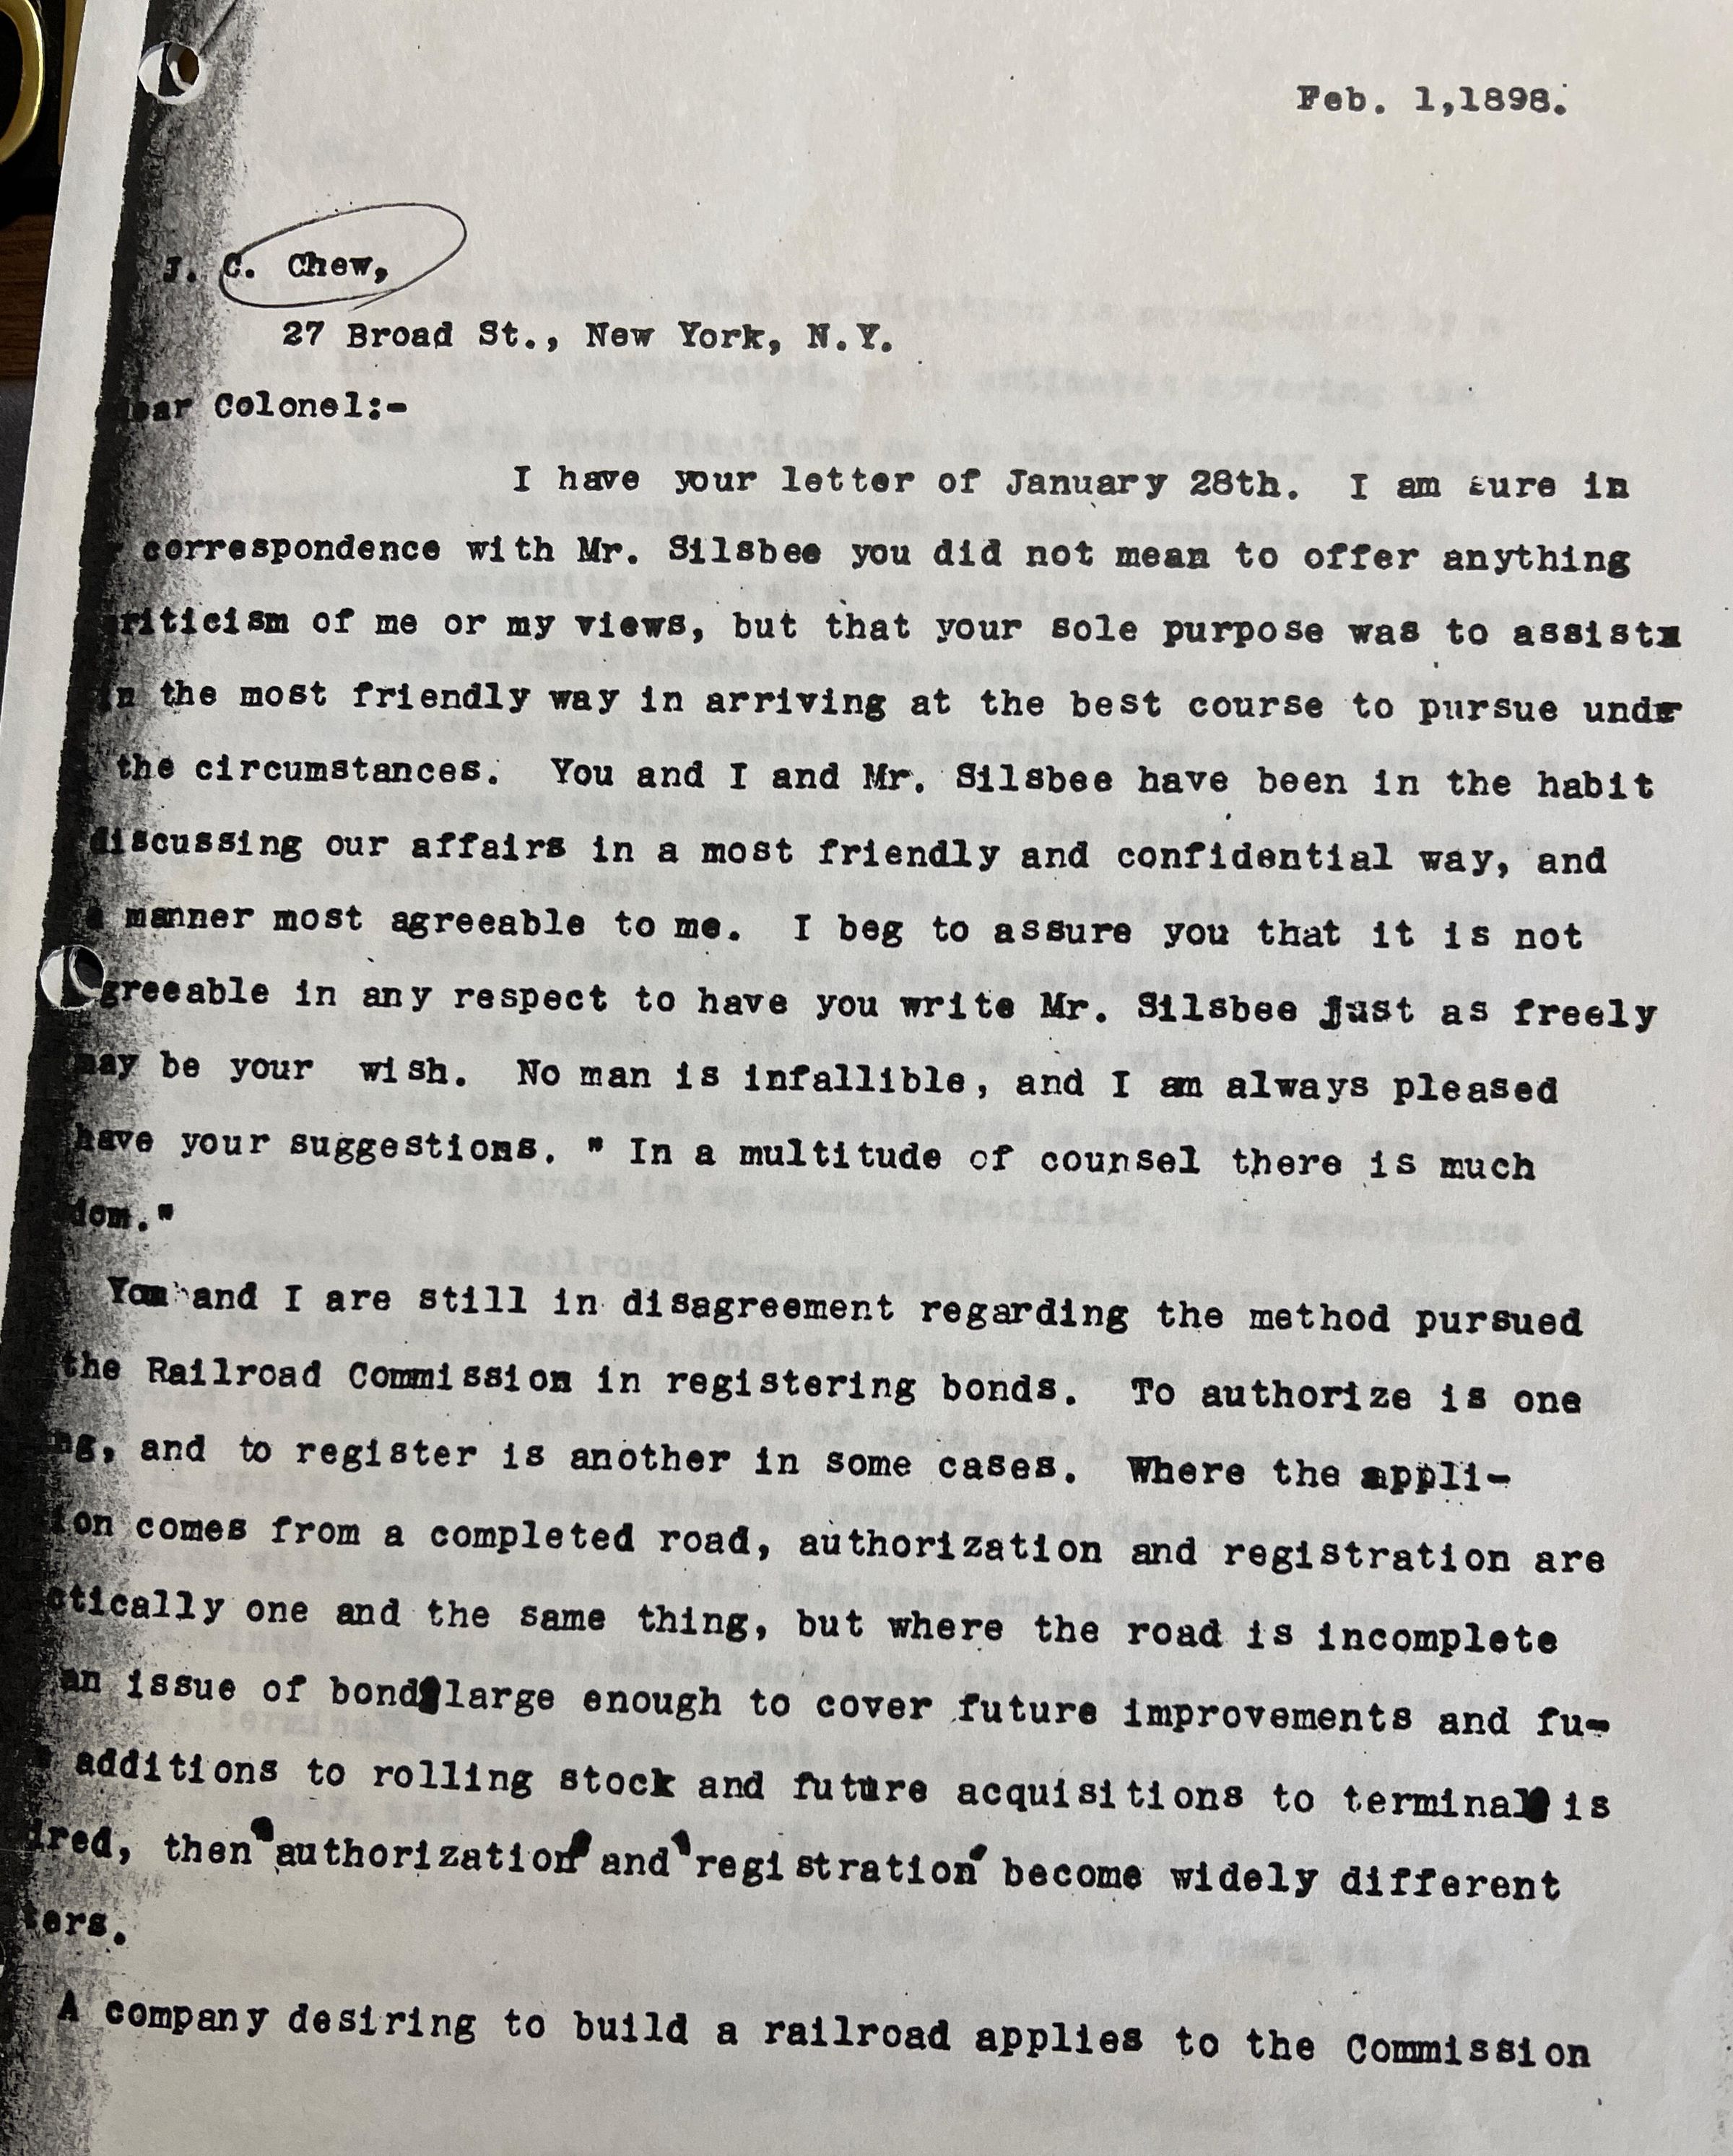 Feb. 1,1898.
J. C. Chew,
27 Broad St., New York, N.Y.
ear Colonel:-
I have your letter of January 28th. I am sure in
correspondence with Mr. Silsbee you did not mean to offer anything
riticism of me or my views, but that your sole purpose was to assist
in the most friendly way in arriving at the best course to pursue undr
the circumstances. You and I and Mr. Silsbee have been in the habit
discussing our affairs in a most friendly and confidential way, and
a manner most agreeable to me. I beg to assure you that it is not
greeable in any respect to have you write Mr. Silsbee just as freely
may be your wish. No man is infallible, and I am always pleased
have your suggestions. " In a multitude of counsel there is much
dom."
You and I are still in disagreement regarding the method pursued
the Railroad Commission in registering bonds. To authorize is one
ng, and to register is another in some cases. Where the appli-
ion comes from a completed road, authorization and registration are
ctically one and the same thing, but where the road is incomplete
an issue of bonds large enough to cover future improvements and fu-
additions to rolling stock and future acquisitions to terminals is
ired, then "authorization" and "registration" become widely different
ters.
A company desiring to build a railroad applies to the Commission